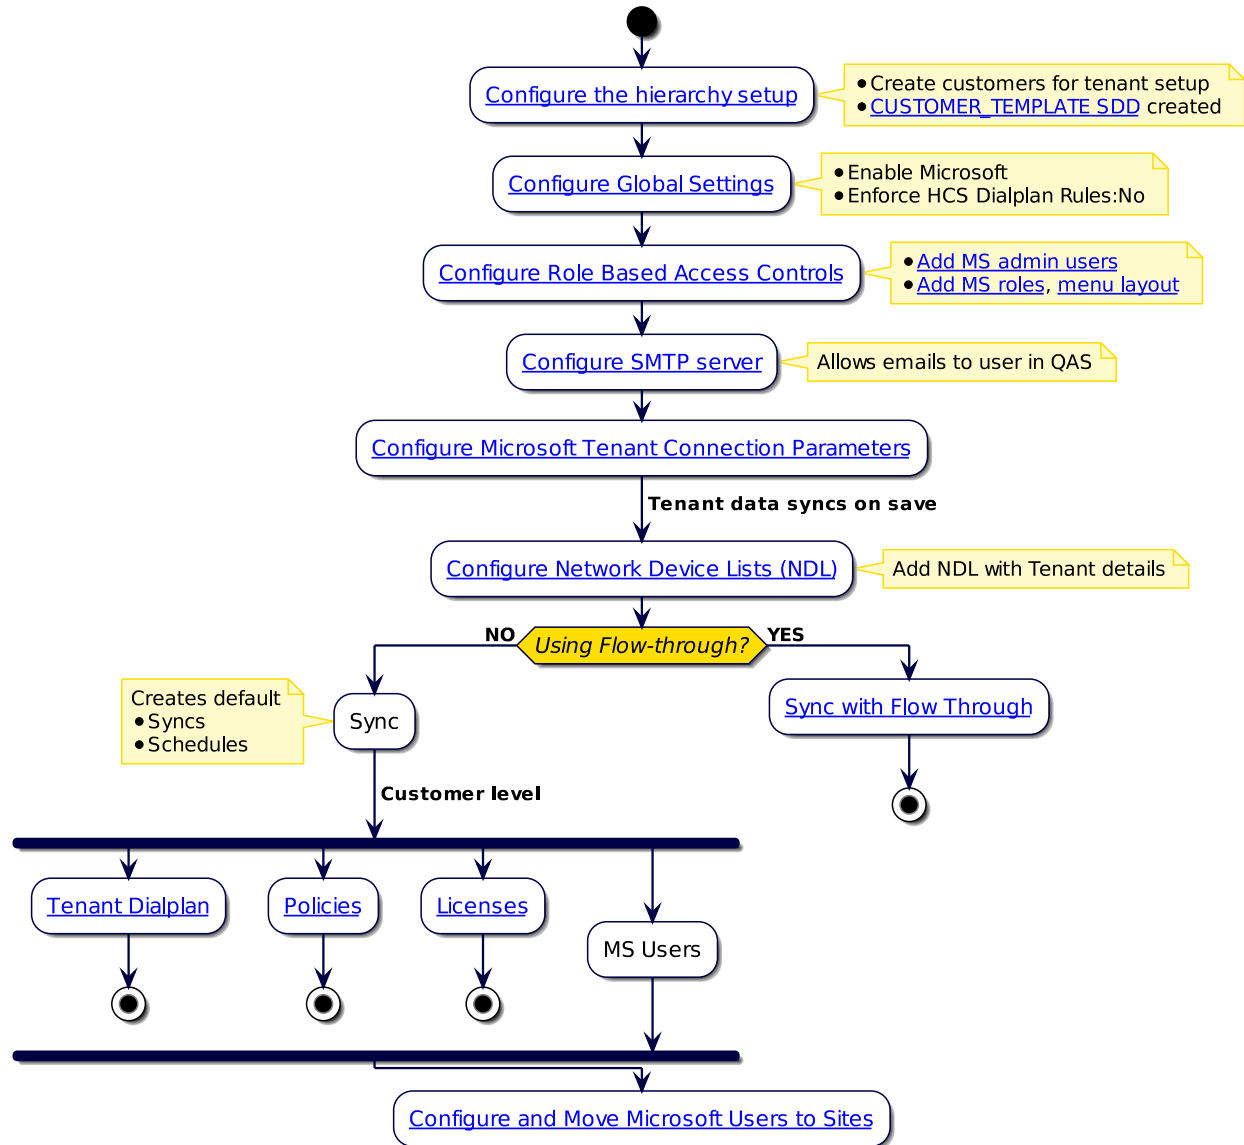 Configure the hierarchy setup
•Create customers for tenant setup
•CUSTOMER_TEMPLATE SDD created
Configure Global Settings
•Enable Microsoft
•Enforce HCS Dialplan Rules:No
Configure Role Based Access Controls
•Add MS admin users
•Add MS roles, menu layout
Configure SMTP server
Allows emails to user in QAS
Configure Microsoft Tenant Connection Parameters
Tenant data syncs on save
Configure Network Device Lists (NDL)
Add NDL with Tenant details
NO
Using Flow-through?
YES
Creates default
•Syncs
•Schedules
Sync
Sync with Flow Through
Customer level
Tenant Dialplan
Policies
Licenses
MS Users
Configure and Move Microsoft Users to Sites